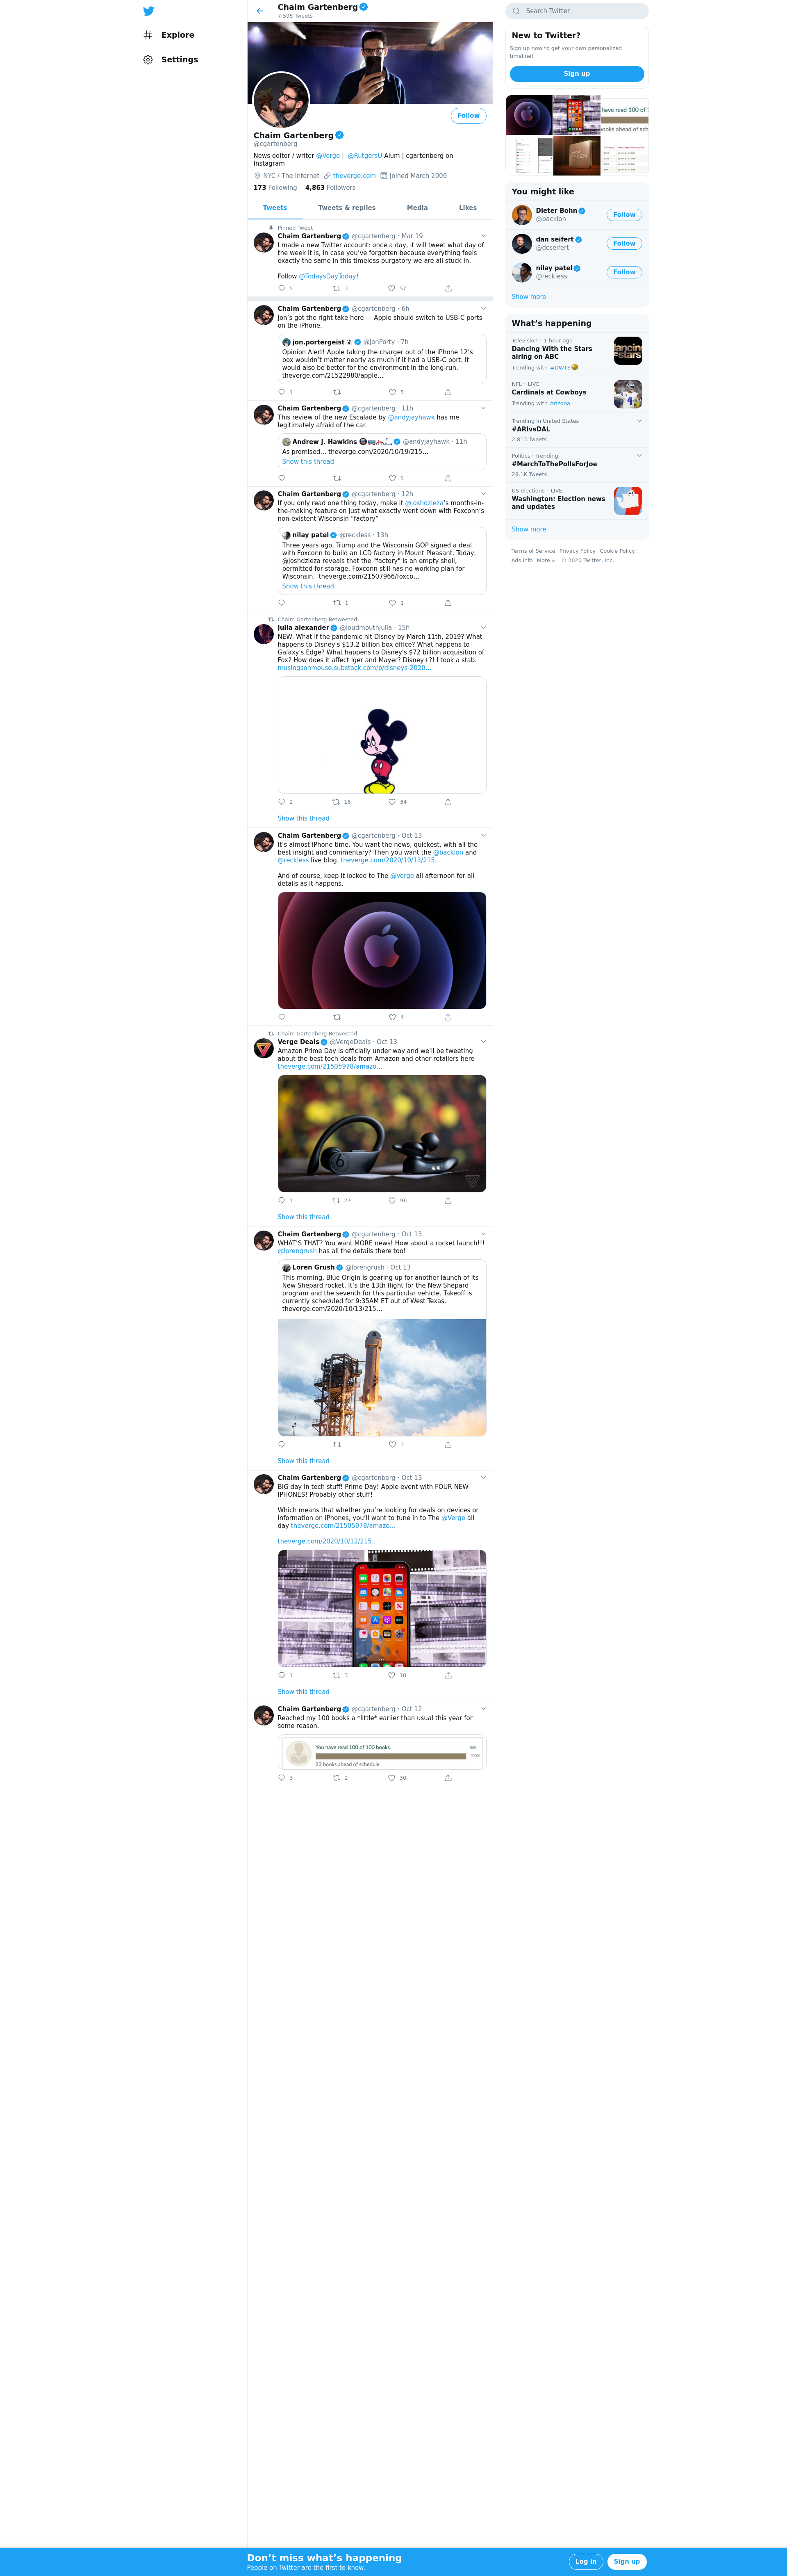 Explore
Settings
Chaim Gartenberg
7,595 Tweets
Follow
Chaim Gartenberg
@cgartenberg
News editor / writer @Verge | @RutgersU Alum | cgartenberg on
Instagram
NYC / The Internet theverge.com Joined March 2009
173 Following 4,863 Followers
Tweets Tweets & replies Media Likes
Pinned Tweet
Chaim Gartenberg @cgartenberg · Mar 19
I made a new Twitter account: once a day, it will tweet what day of
the week it is, in case you’ve forgotten because everything feels
exactly the same in this timeless purgatory we are all stuck in.
Follow @TodaysDayToday!
5 3 57
Chaim Gartenberg @cgartenberg · 6h
Jon’s got the right take here — Apple should switch to USB-C ports
on the iPhone.
jon.portergeist @JonPorty · 7h
Opinion Alert! Apple taking the charger out of the iPhone 12’s
box wouldn’t matter nearly as much if it had a USB-C port. It
would also be better for the environment in the long-run.
theverge.com/21522980/apple…
1 5
Chaim Gartenberg @cgartenberg · 11h
This review of the new Escalade by @andyjayhawk has me
legitimately afraid of the car.
Andrew J. Hawkins @andyjayhawk · 11h
As promised… theverge.com/2020/10/19/215…
Show this thread
5
Chaim Gartenberg @cgartenberg · 12h
If you only read one thing today, make it @joshdzieza’s months-in-
the-making feature on just what exactly went down with Foxconn’s
non-existent Wisconsin “factory”
nilay patel @reckless · 13h
Three years ago, Trump and the Wisconsin GOP signed a deal
with Foxconn to build an LCD factory in Mount Pleasant. Today,
@joshdzieza reveals that the "factory" is an empty shell,
permitted for storage. Foxconn still has no working plan for
Wisconsin. theverge.com/21507966/foxco…
Show this thread
1 1
Chaim Gartenberg Retweeted
julia alexander @loudmouthjulia · 15h
NEW: What if the pandemic hit Disney by March 11th, 2019? What
happens to Disney's $13.2 billion box office? What happens to
Galaxy's Edge? What happens to Disney's $72 billion acquisition of
Fox? How does it affect Iger and Mayer? Disney+?! I took a stab.
musingsonmouse.substack.com/p/disneys-2020…
2 16 34
Show this thread
Chaim Gartenberg @cgartenberg · Oct 13
It’s almost iPhone time. You want the news, quickest, with all the
best insight and commentary? Then you want the @backlon and
@reckless live blog. theverge.com/2020/10/13/215…
And of course, keep it locked to The @Verge all afternoon for all
details as it happens.
4
Chaim Gartenberg Retweeted
Verge Deals @VergeDeals · Oct 13
Amazon Prime Day is officially under way and we'll be tweeting
about the best tech deals from Amazon and other retailers here
theverge.com/21505978/amazo…
1 27 96
Show this thread
Chaim Gartenberg @cgartenberg · Oct 13
WHAT’S THAT? You want MORE news! How about a rocket launch!!!
@lorengrush has all the details there too!
Loren Grush @lorengrush · Oct 13
This morning, Blue Origin is gearing up for another launch of its
New Shepard rocket. It’s the 13th flight for the New Shepard
program and the seventh for this particular vehicle. Takeoff is
currently scheduled for 9:35AM ET out of West Texas.
theverge.com/2020/10/13/215…
3
Show this thread
Chaim Gartenberg @cgartenberg · Oct 13
BIG day in tech stuff! Prime Day! Apple event with FOUR NEW
IPHONES! Probably other stuff!
Which means that whether you’re looking for deals on devices or
information on iPhones, you’ll want to tune in to The @Verge all
day theverge.com/21505978/amazo…
theverge.com/2020/10/12/215…
1 3 10
Show this thread
Chaim Gartenberg @cgartenberg · Oct 12
Reached my 100 books a *little* earlier than usual this year for
some reason.
You have read 100 of 100 books.
100%
23 books ahead of schedule
3 2 30
Search Twitter
New to Twitter?
Sign up now to get your own personalized
timeline!
Sign up
have read 100 of 1
ooks ahead of sch
You might like
Dieter Bohn
@backlon
Follow
dan seifert
@dcseifert
Follow
nilay patel
@reckless
Follow
Show more
What’s happening
Television · 1 hour ago
Dancing With the Stars
airing on ABC
Trending with #DWTS
NFL · LIVE
Cardinals at Cowboys
Trending with Arizona
Trending in United States
#ARIvsDAL
2,813 Tweets
Politics · Trending
#MarchToThePollsForJoe
28.1K Tweets
US elections · LIVE
Washington: Election news
and updates
Show more
Terms of Service Privacy Policy Cookie Policy
Ads info More © 2020 Twitter, Inc.
Don’t miss what’s happening
People on Twitter are the first to know.
Log in Sign up